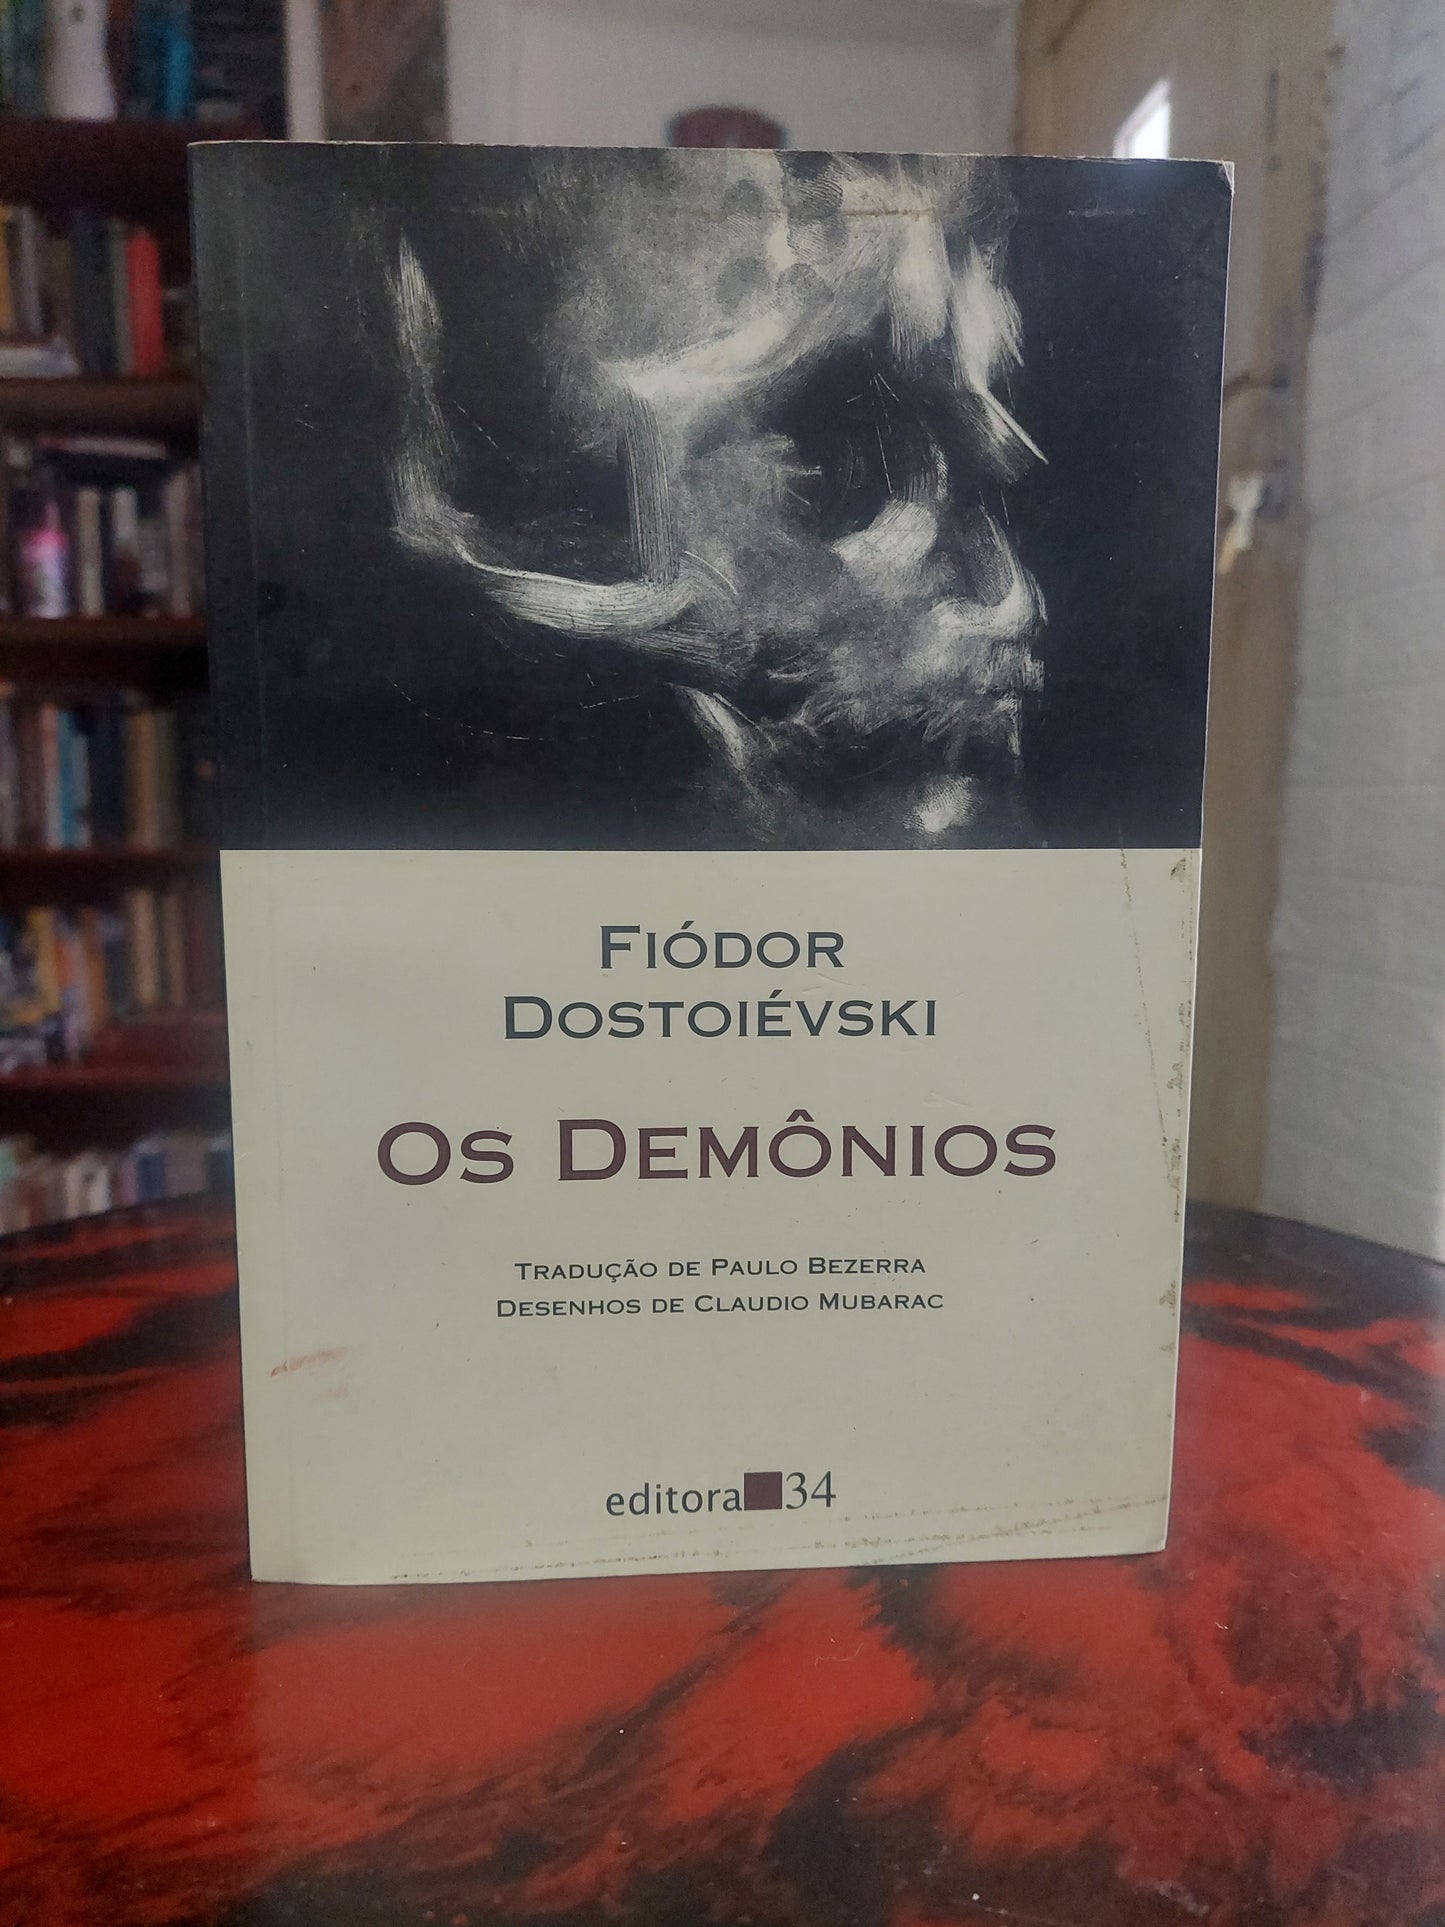 Fiódor
Dostoiévski
Os Demônios
Tradução de Paulo Bezerra
Desenhos de Claudio Mubarac
editora 34